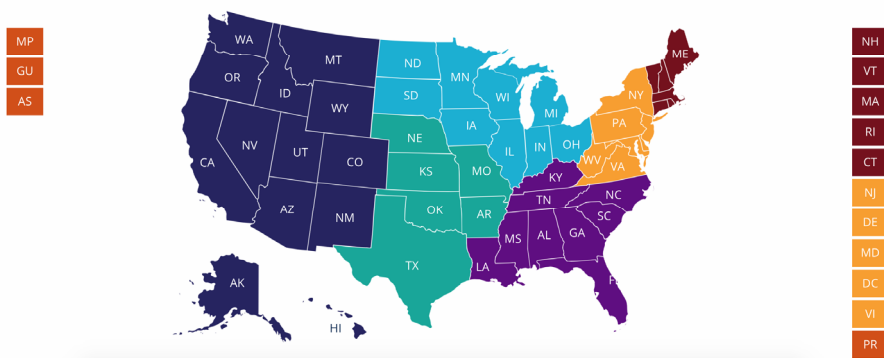 MP
GU
AS
WA
OR
CA
NV
ID
MT
WY
UT
CO
AZ
NM
AK
HI
ND
SD
NE
KS
OK
TX
MN
IA
MO
AR
LA
WI
IL
MI
IN
OH
KY
TN
MS
AL
GA
NC
SC
F
WV
VA
PA
NY
ME
NH
VT
MA
RI
CT
NJ
DE
MD
DC
VI
PR